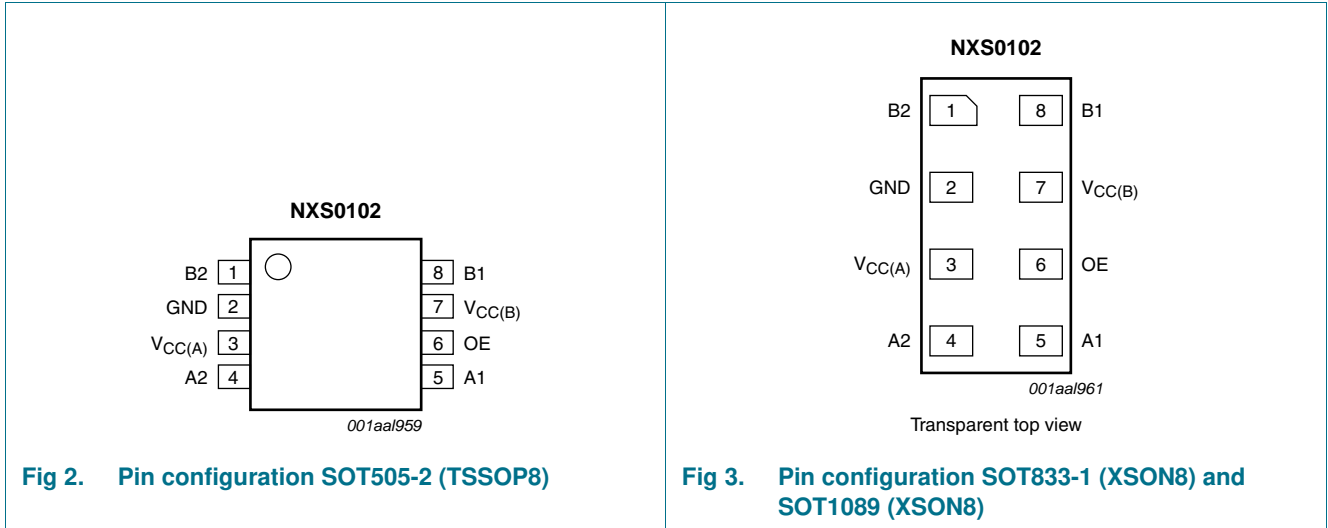 NXS0102
B2 1 8 B1
GND 2 7 VCC(B)
VCC(A) 3 6 OE
A2 4 5 A1
001aal959
Fig 2. Pin configuration SOT505-2 (TSSOP8)
NXS0102
B2 1 8 B1
GND 2 7 VCC(B)
VCC(A) 3 6 OE
A2 4 5 A1
001aal961
Transparent top view
Fig 3. Pin configuration SOT833-1 (XSON8) and
SOT1089 (XSON8)